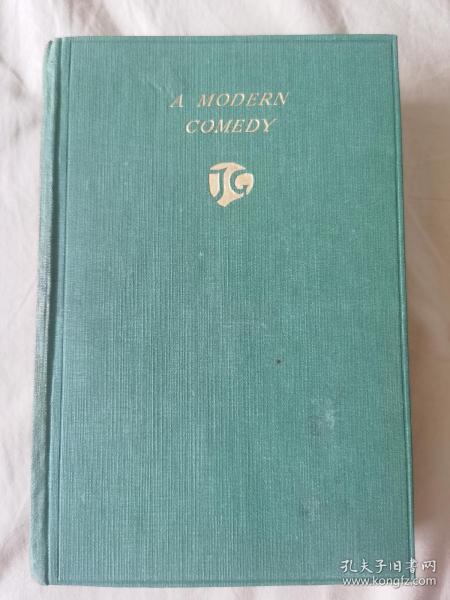 A MODERN
COMEDY
JG
孔夫子旧书网
www.kongfz.com